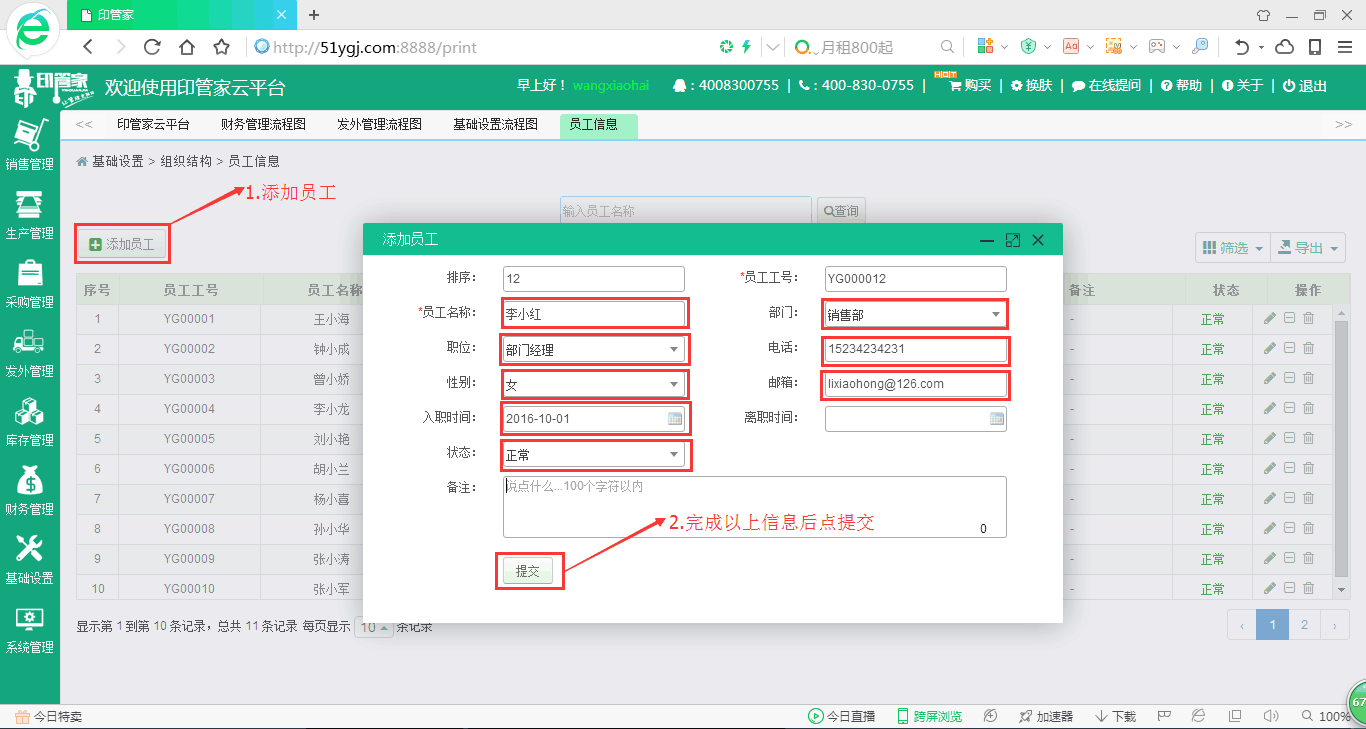 印管家
http://51ygj.com:8888/print
月租800起
印管家
欢迎使用印管家云平台
早上好！ wangxiaohai
: 4008300755 | : 400-830-0755 | HOT 购买 | 换肤 | 在线提问 | 帮助 | 关于 | 退出
<< 印管家云平台 财务管理流程图 发外管理流程图 基础设置流程图 员工信息 >>
销售管理
生产管理
采购管理
发外管理
库存管理
财务管理
基础设置
系统管理
基础设置 > 组织结构 > 员工信息
1.添加员工
输入员工名称 查询
添加员工
筛选 导出
序号 员工工号 员工名称 备注 状态 操作
1 YG00001 王小海 - 正常
2 YG00002 钟小成 - 正常
3 YG00003 曾小娇 - 正常
4 YG00004 李小龙 - 正常
5 YG00005 刘小艳 - 正常
6 YG00006 胡小兰 - 正常
7 YG00007 杨小喜 - 正常
8 YG00008 孙小华 - 正常
9 YG00009 张小涛 - 正常
10 YG00010 张小军 - 正常
显示第 1 到第 10 条记录，总共 11 条记录 每页显示 10 条记录
‹ 1 2 ›
添加员工
排序： 12 *员工工号： YG000012
*员工名称： 李小红 部门： 销售部
职位： 部门经理 电话： 15234234231
性别： 女 邮箱： lixiaohong@126.com
入职时间： 2016-10-01 离职时间：
状态： 正常
备注： 说点什么...100个字符以内
0
2.完成以上信息后点提交
提交
今日特卖 今日直播 跨屏浏览 加速器 下载 100%
67